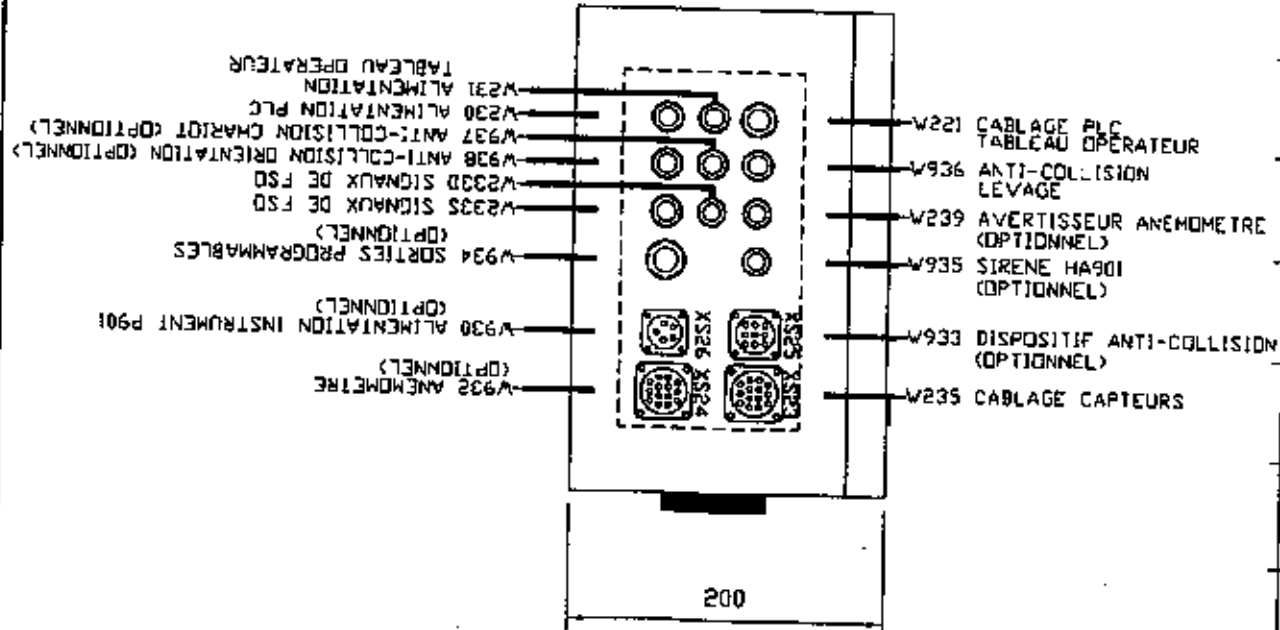 W231 ALIMENTATION
TABLEAU OPERATEUR
W230 ALIMENTATION PLC
W937 ANTI-COLLISION CHARIOT (OPTIONNEL)
W938 ANTI-COLLISION ORIENTATION (OPTIONNEL)
W233D SIGNAUX DE FSD
W233S SIGNAUX DE FSD
W934 SORTIES PROGRAMMABLES
(OPTIONNEL)
W930 ALIMENTATION INSTRUMENT P901
(OPTIONNEL)
W932 ANEMOMETRE
(OPTIONNEL)
XS26
XS25
XS24
W221 CABLAGE PLC
TABLEAU OPERATEUR
W936 ANTI-COLLISION
LEVAGE
W239 AVERTISSEUR ANEMOMETRE
(OPTIONNEL)
W935 SIRENE HA901
(OPTIONNEL)
W933 DISPOSITIF ANTI-COLLISION
(OPTIONNEL)
W235 CABLAGE CAPTEURS
200